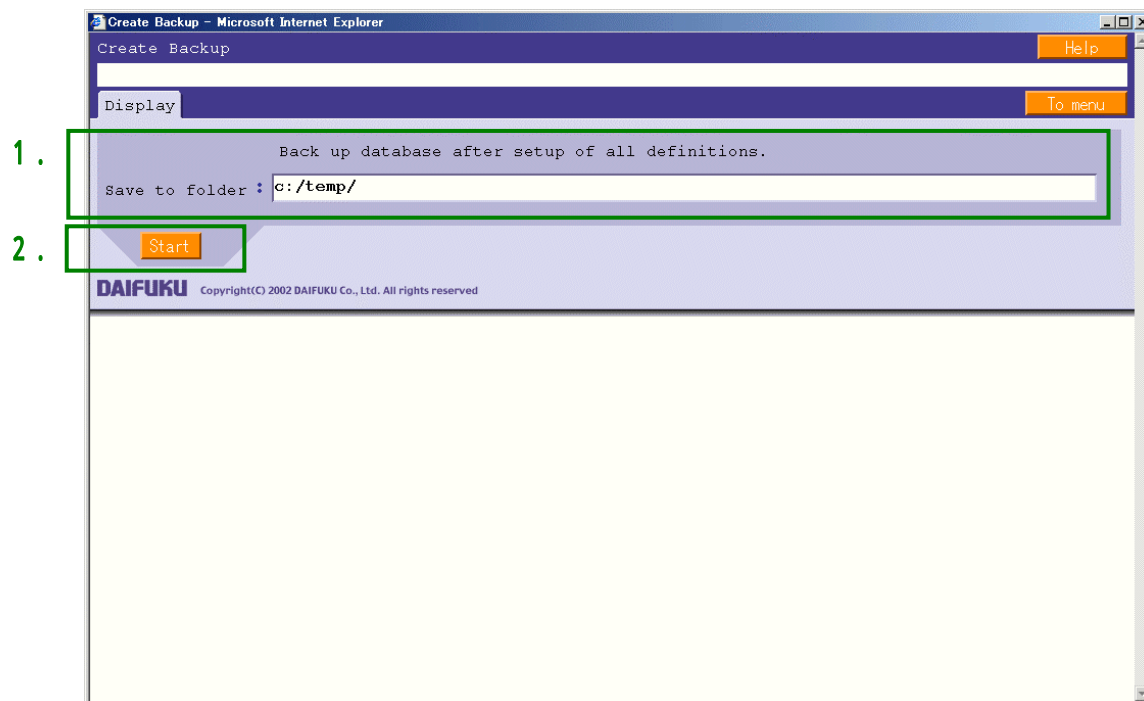 Create Backup - Microsoft Internet Explorer
Create Backup
Help
Display
To menu
1.
Back up database after setup of all definitions.
Save to folder : c:/temp/
2.
Start
DAIFUKU Copyright(C) 2002 DAIFUKU Co., Ltd. All rights reserved